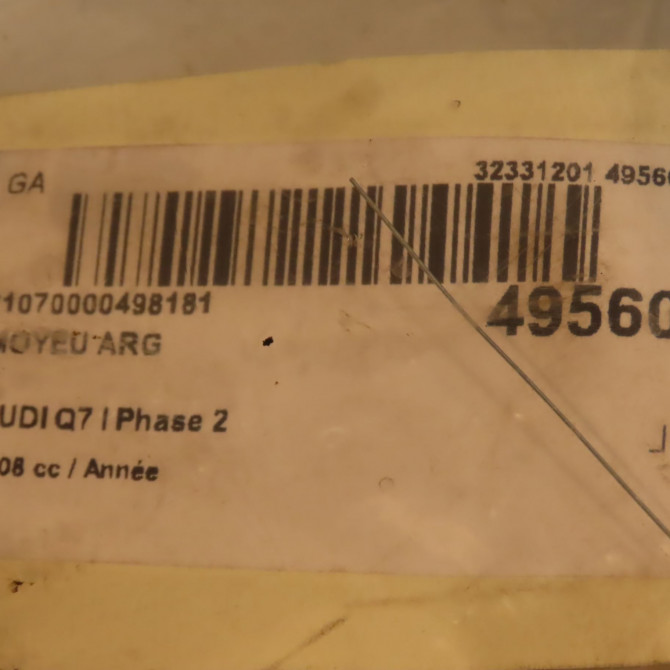 GA
32331201 4956
1070000498181
49560
NOYEU ARG
UDI Q7 I Phase 2
08 cc / Année